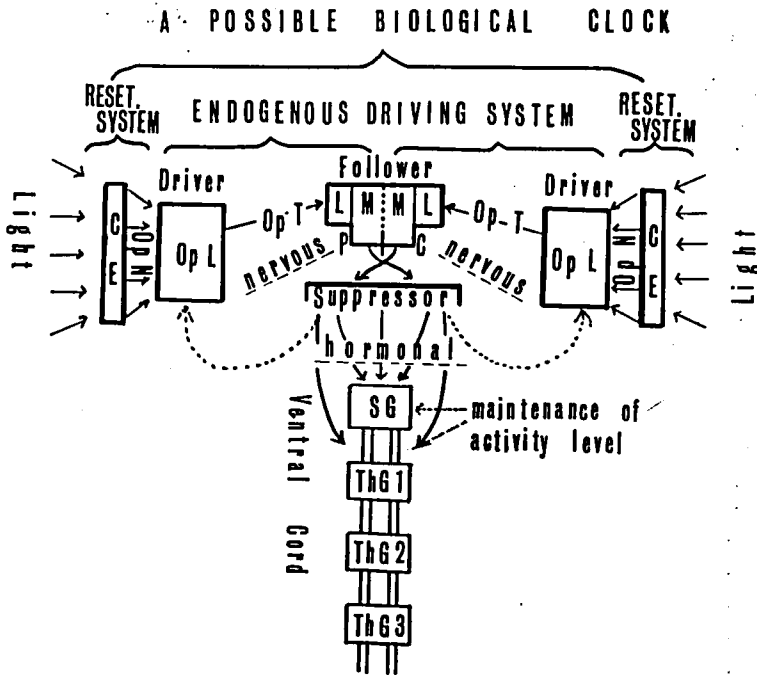 A POSSIBLE BIOLOGICAL CLOCK
RESET. SYSTEM
ENDOGENOUS DRIVING SYSTEM
RESET. SYSTEM
Light
C E
Op N
Driver
Op L
Op-T
nervous
Follower
L M M L
P C
Op-T
nervous
Driver
Op L
Op N
C E
Light
Suppressor
hormonal
Ventral Cord
SG
maintenance of
activity level
ThG1
ThG2
ThG3